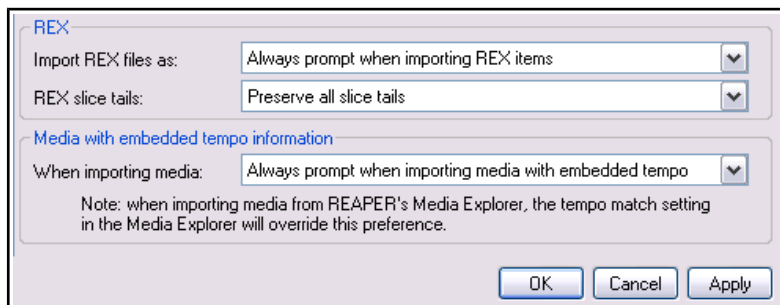 REX
Import REX files as: Always prompt when importing REX items
REX slice tails: Preserve all slice tails
Media with embedded tempo information
When importing media: Always prompt when importing media with embedded tempo
Note: when importing media from REAPER's Media Explorer, the tempo match setting
in the Media Explorer will override this preference.
OK Cancel Apply